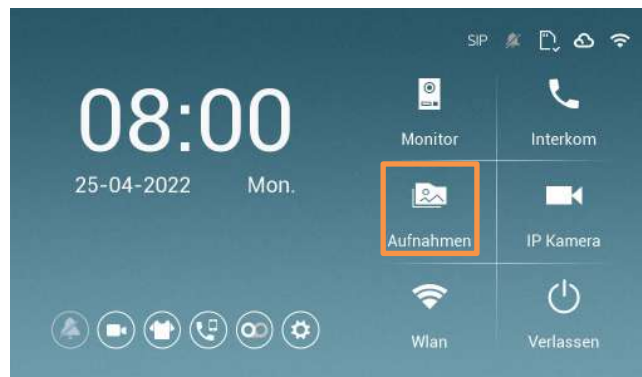 SIP
08:00
25-04-2022 Mon.
Monitor Interkom
Aufnahmen IP Kamera
Wlan Verlassen